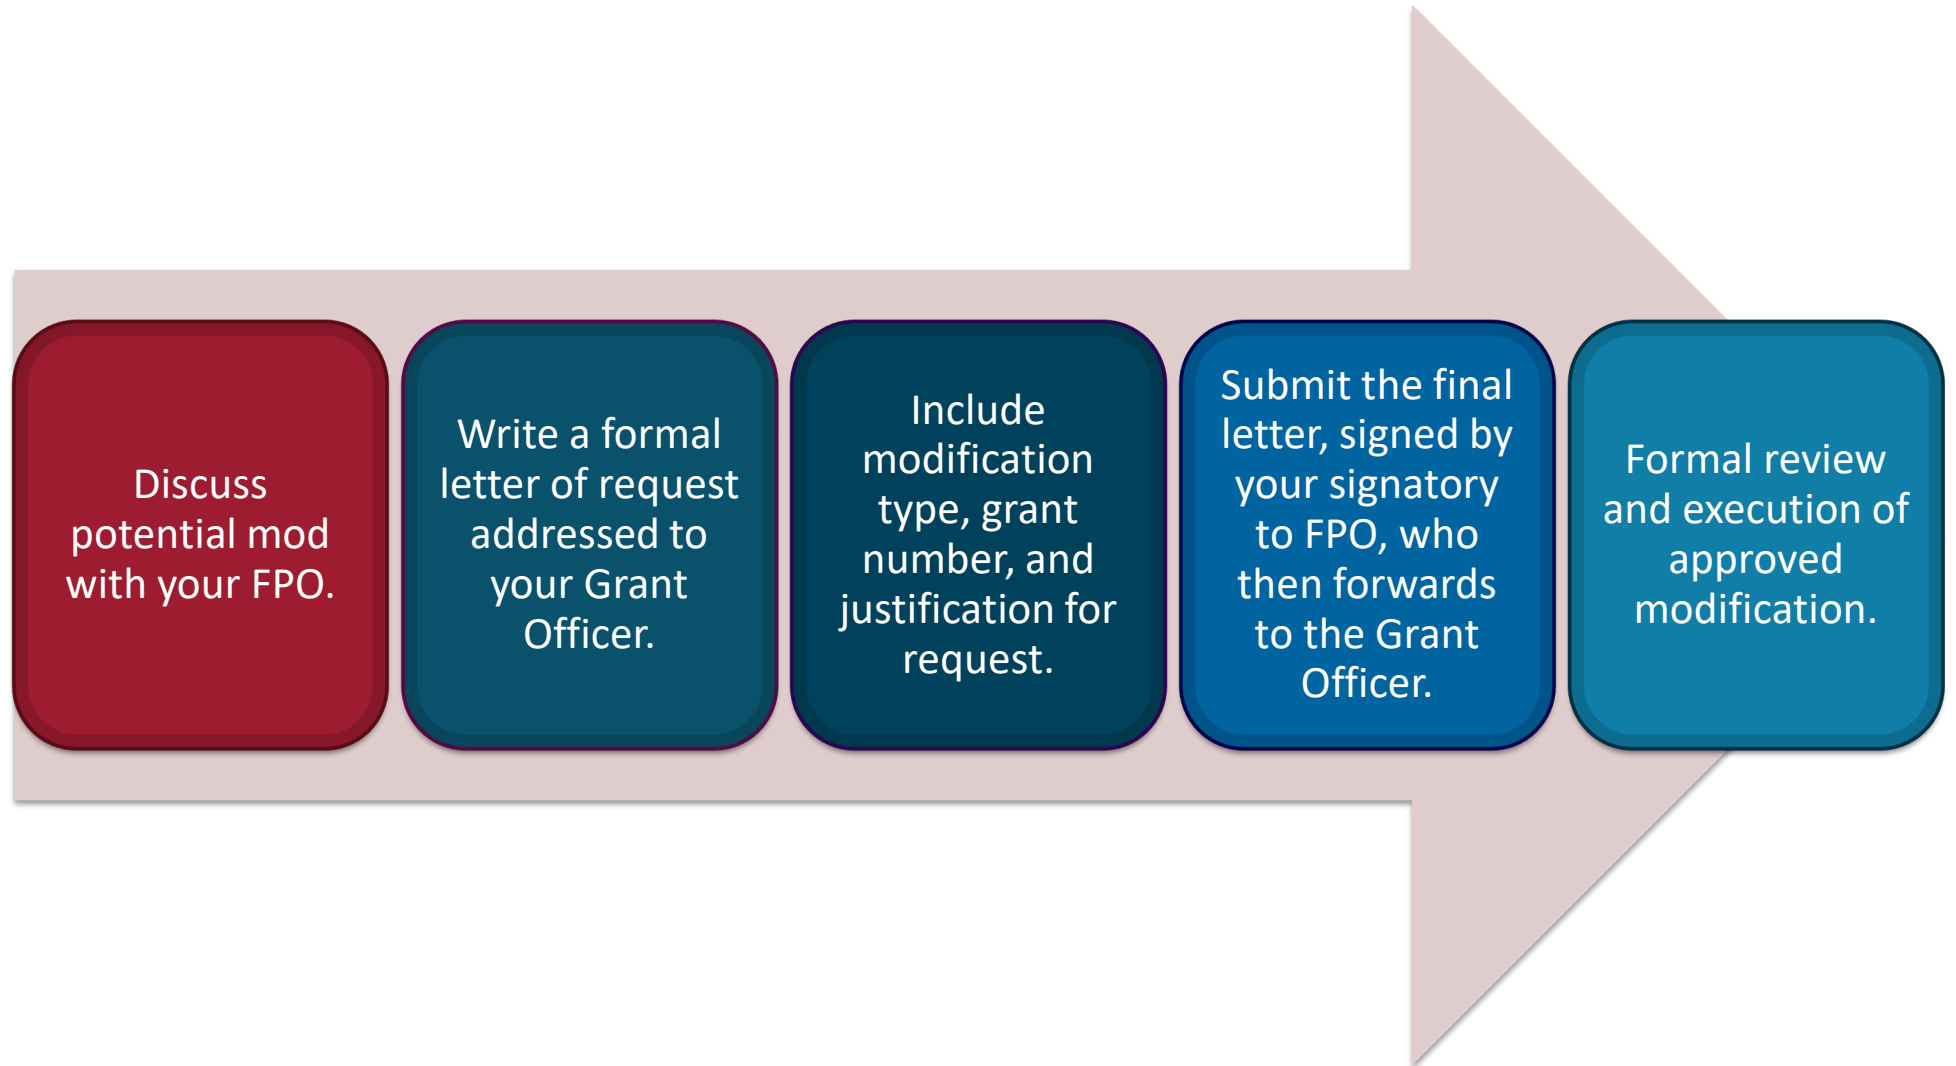 Discuss
potential mod
with your FPO.
Write a formal
letter of request
addressed to
your Grant
Officer.
Include
modification
type, grant
number, and
justification for
request.
Submit the final
letter, signed by
your signatory
to FPO, who
then forwards
to the Grant
Officer.
Formal review
and execution of
approved
modification.